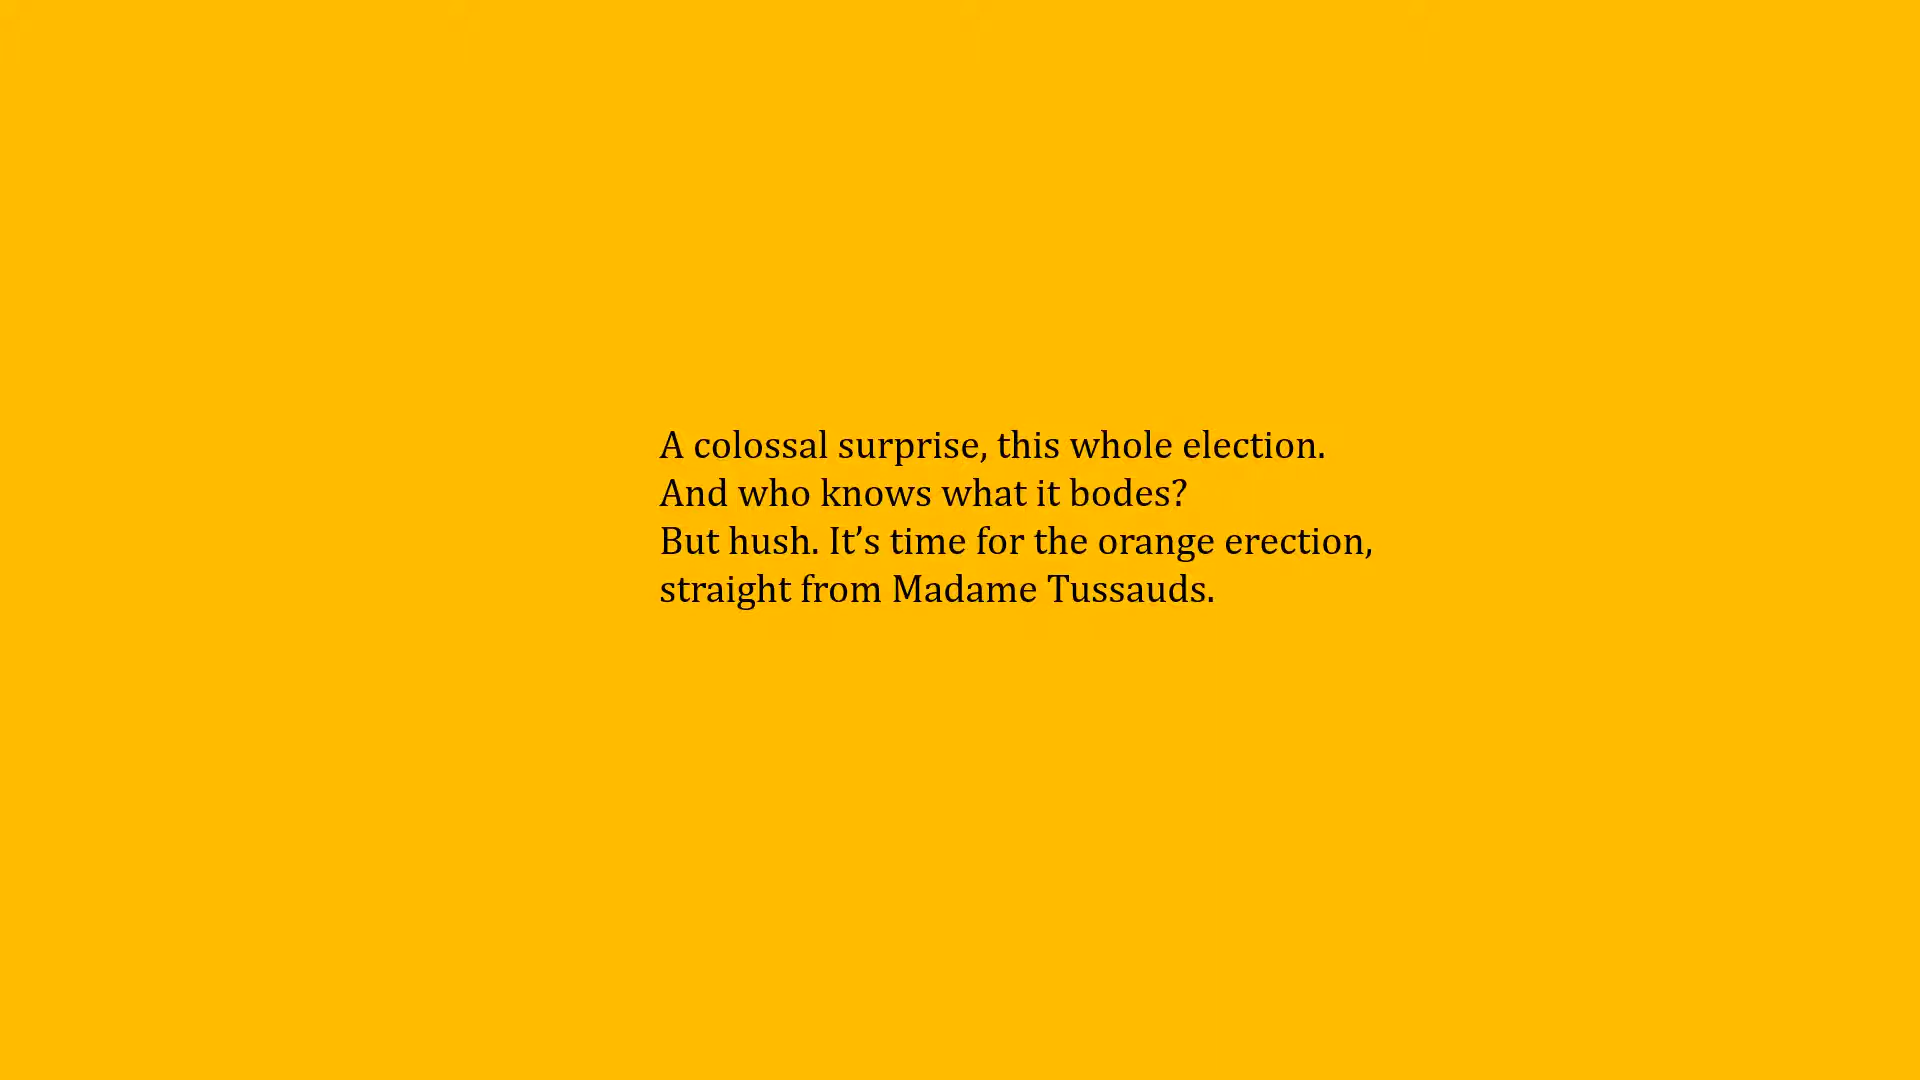 A colossal surprise, this whole election.
And who knows what it bodes?
But hush. It’s time for the orange erection,
straight from Madame Tussauds.